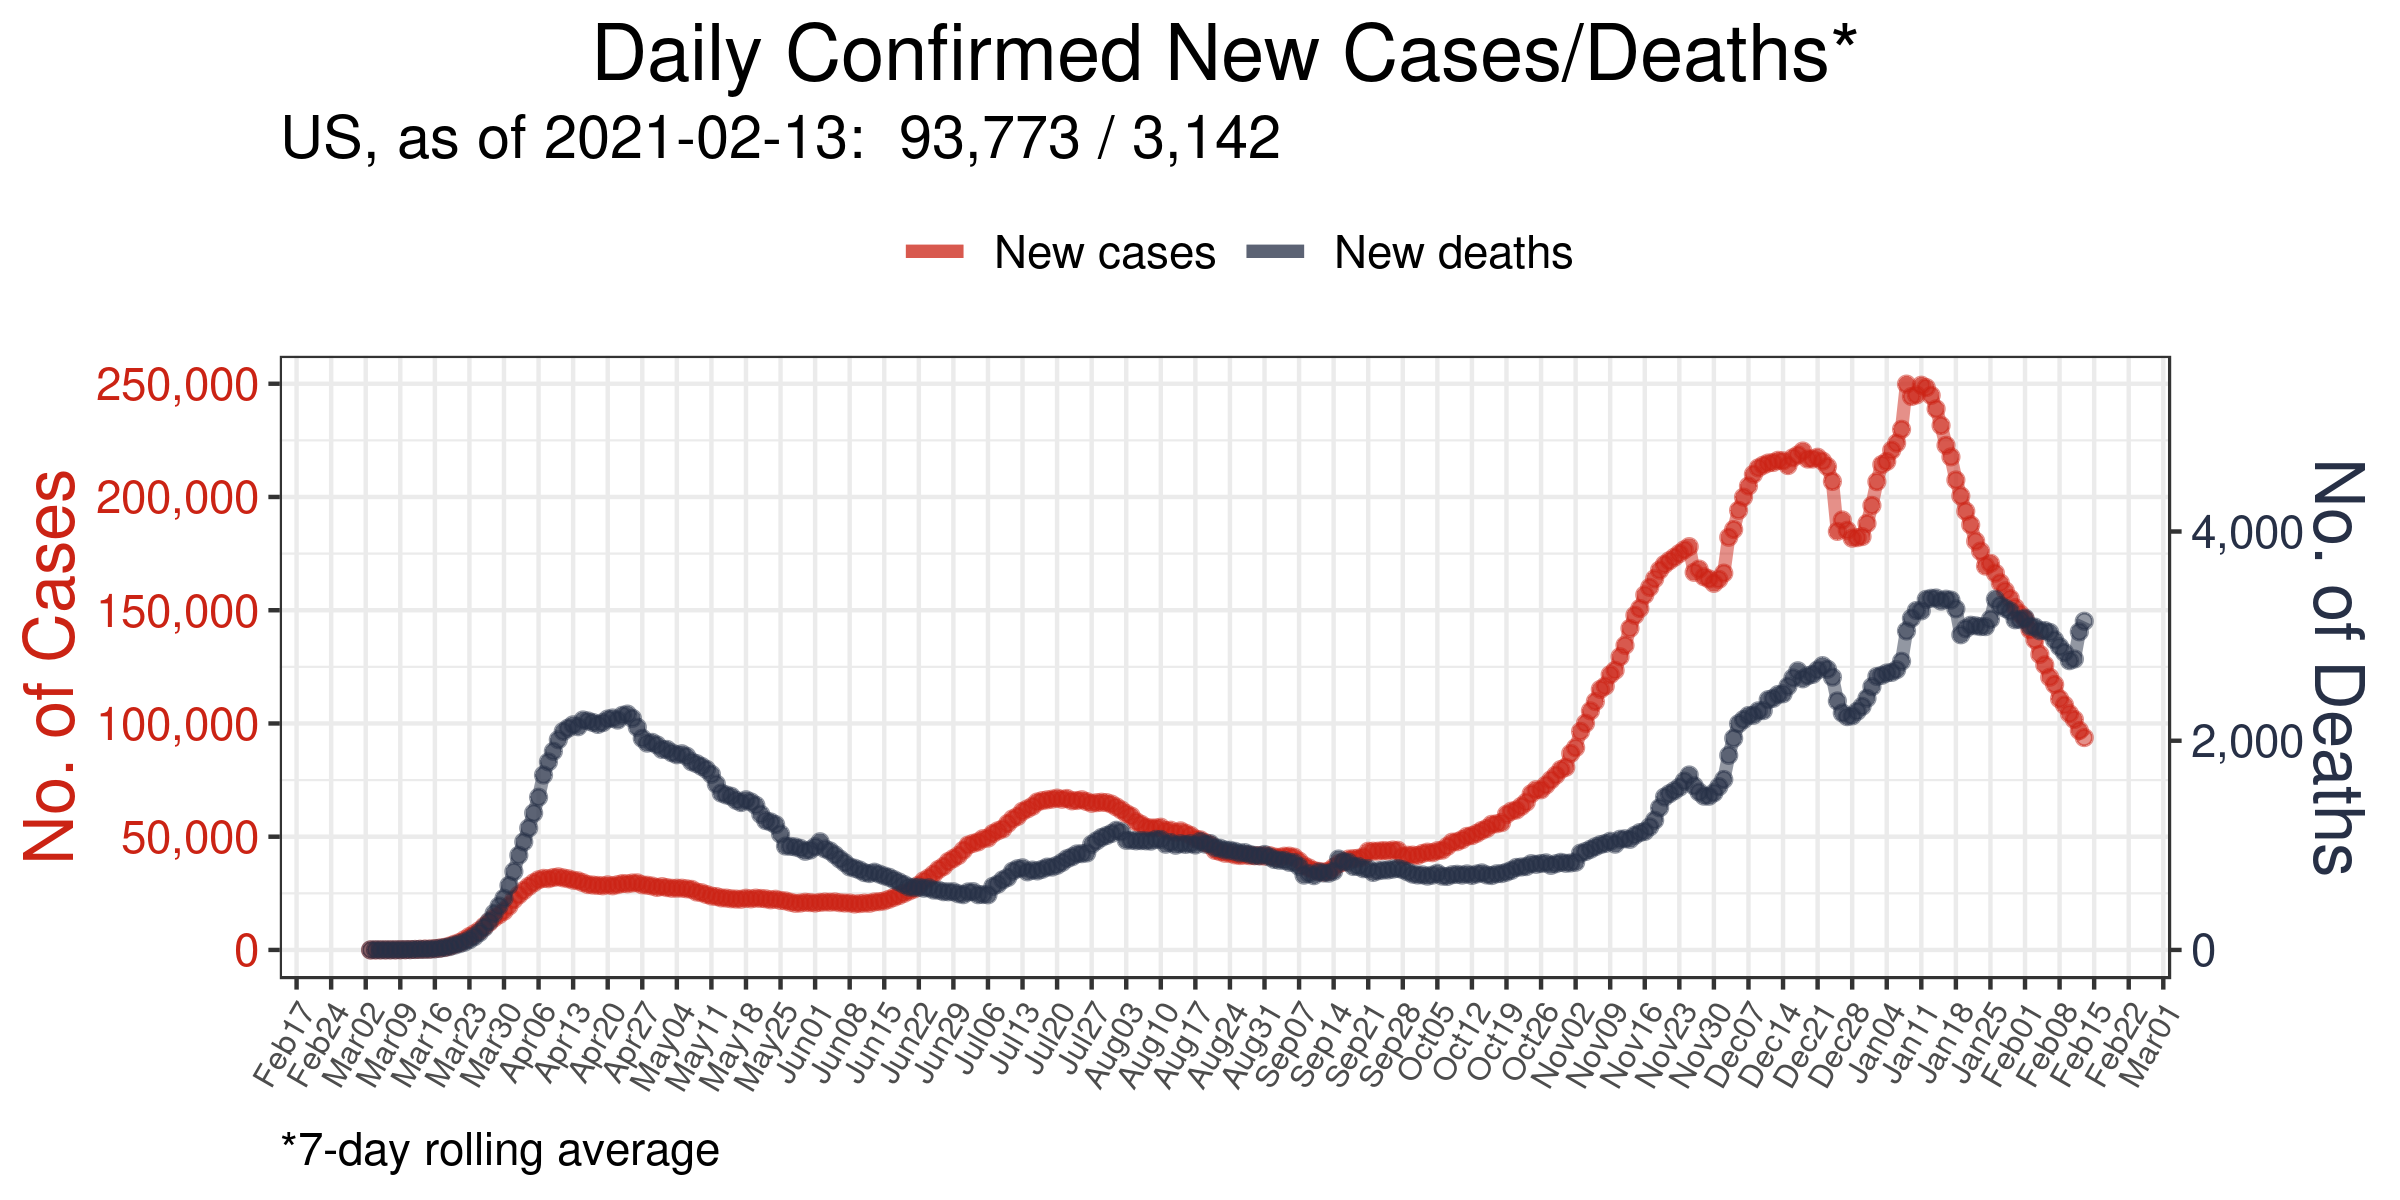 Daily Confirmed New Cases/Deaths*
US, as of 2021-02-13:  93,773 / 3,142
New cases
New deaths
No. of Cases
250,000
200,000
150,000
100,000
50,000
0
4,000
2,000
0
No. of Deaths
Feb17
Feb24
Mar02
Mar09
Mar16
Mar23
Mar30
Apr06
Apr13
Apr20
Apr27
May04
May11
May18
May25
Jun01
Jun08
Jun15
Jun22
Jun29
Jul06
Jul13
Jul20
Jul27
Aug03
Aug10
Aug17
Aug24
Aug31
Sep07
Sep14
Sep21
Sep28
Oct05
Oct12
Oct19
Oct26
Nov02
Nov09
Nov16
Nov23
Nov30
Dec07
Dec14
Dec21
Dec28
Jan04
Jan11
Jan18
Jan25
Feb01
Feb08
Feb15
Feb22
Mar01
*7-day rolling average